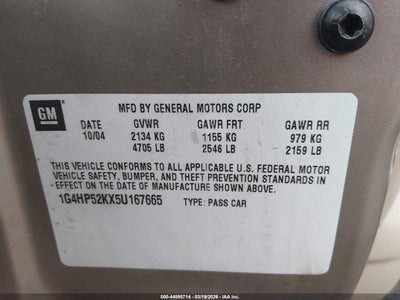 GM
MFD BY GENERAL MOTORS CORP
DATE GVWR GAWR FRT GAWR RR
10/04 2134 KG 1155 KG 979 KG
4705 LB 2546 LB 2159 LB
THIS VEHICLE CONFORMS TO ALL APPLICABLE U.S. FEDERAL MOTOR
VEHICLE SAFETY, BUMPER, AND THEFT PREVENTION STANDARDS IN
EFFECT ON THE DATE OF MANUFACTURE SHOWN ABOVE.
1G4HP52KX5U167665 TYPE: PASS CAR
000-44595714 - 03/19/2026 - IAA Inc.